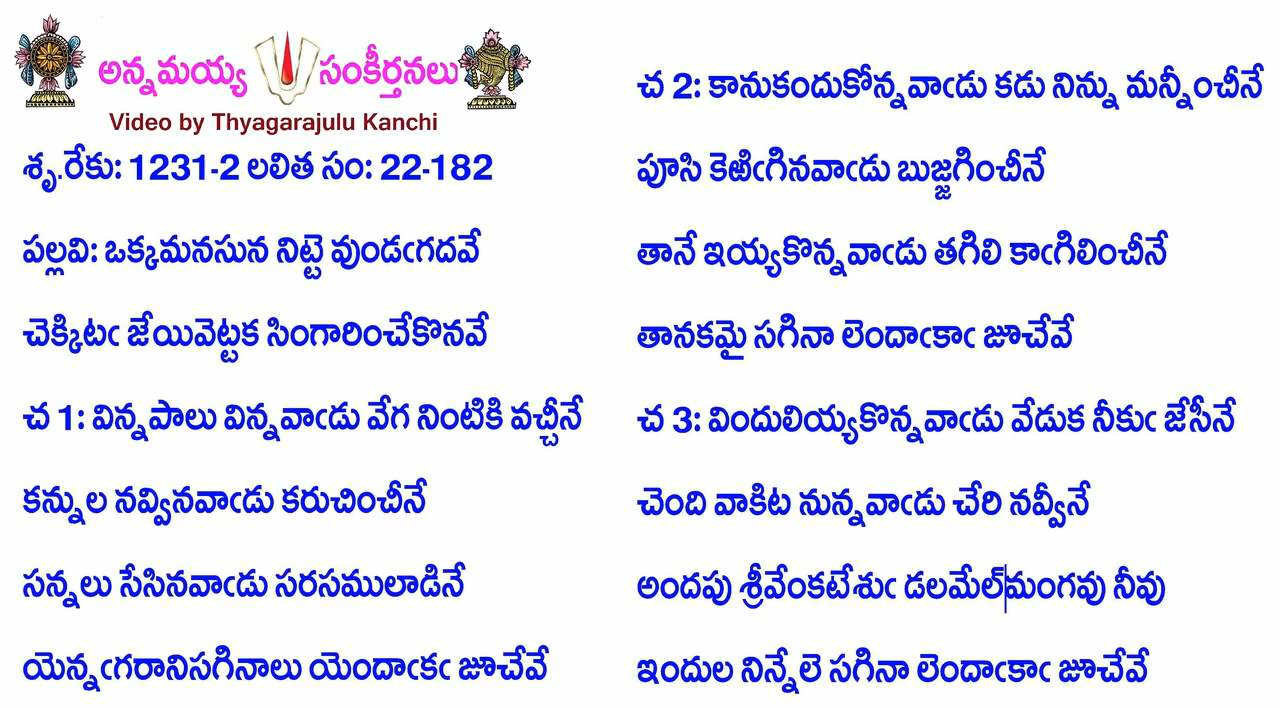 అన్నమయ్య సంకీర్తనలు
Video by Thyagarajulu Kanchi
శృ.రేకు: 1231-2 లలిత సం: 22-182
పల్లవి: ఒక్కమనసున నిట్టె వుండఁగదవే
చెక్కిటఁ జేయివెట్టక సింగారించేకొనవే
చ 1: విన్నపాలు విన్నవాఁడు వేగ నింటికి వచ్చీనే
కన్నుల నవ్వినవాఁడు కరుచించీనే
సన్నలు సేసినవాఁడు సరసములాడినే
యెన్నఁగరానిసగినాలు యెందాఁకఁ జూచేవే
చ 2: కానుకందుకోన్నవాఁడు కడు నిన్ను మన్నీంచీనే
పూసి కెఱిఁగినవాఁడు బుజ్జగించీనే
తానే ఇయ్యకొన్నవాఁడు తగిలి కాఁగిలించీనే
తానకమై సగినా లెందాఁకాఁ జూచేవే
చ 3: విందులియ్యకొన్నవాఁడు వేడుక నీకుఁ జేసీనే
చెంది వాకిట నున్నవాఁడు చేరి నవ్వీనే
అందపు శ్రీవేంకటేశుఁ డలమేల్మంగవు నీవు
ఇందుల నిన్నేలె సగినా లెందాఁకాఁ జూచేవే